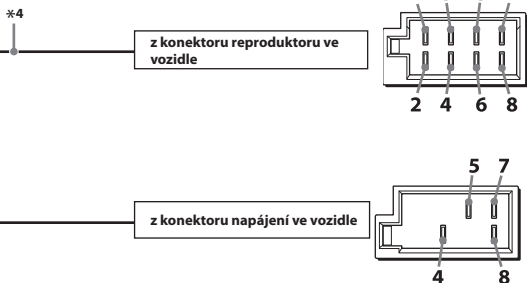 *4
z konektoru reproduktoru ve
vozidle
2 4 6 8
5 7
z konektoru napájení ve vozidle
4 8